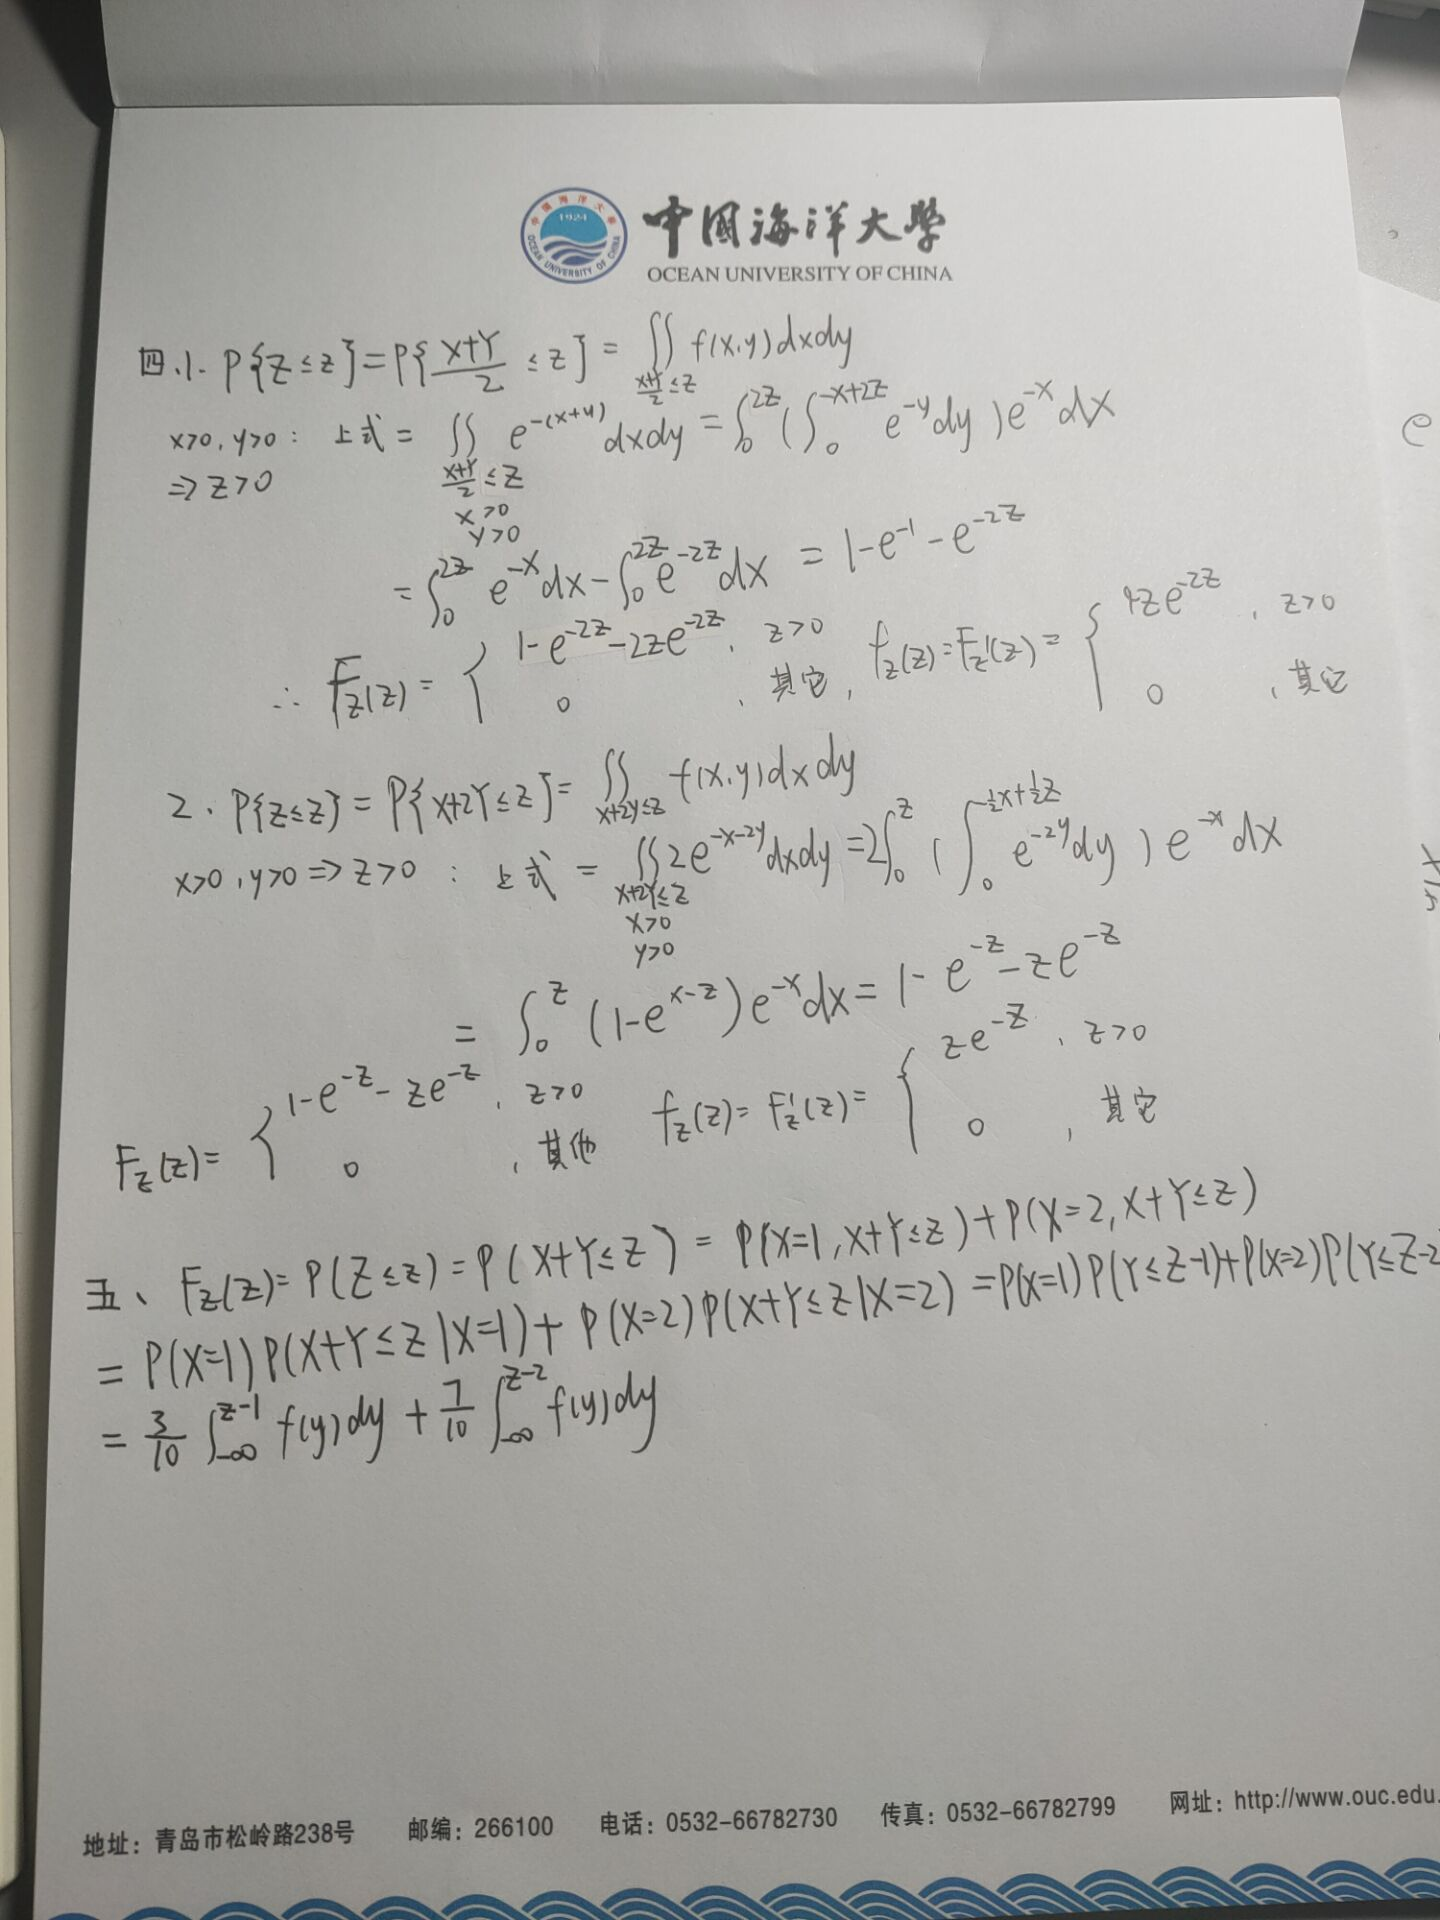 中国海洋大学
OCEAN UNIVERSITY OF CHINA
四.1. P{Z≤z}=P{(X+Y)/2 ≤z}=∬_{(X+Y)/2≤z} f(x,y)dxdy
x>0,y>0: 上式=∬_{(X+Y)/2≤z, x>0, y>0} e^{-(x+y)}dxdy=∫_0^{2z}(∫_0^{-x+2z}e^{-y}dy)e^{-x}dx
⇒z>0
=∫_0^{2z}e^{-x}dx-∫_0^{2z}e^{-2z}dx=1-e^{-1}-e^{-2z}
∴F_Z(z)={1-e^{-2z}-2ze^{-2z}, z>0; 0, 其它, f_Z(z)=F_Z'(z)={4ze^{-2z}, z>0; 0, 其它
2、P{Z≤z}=P{X+2Y≤z}=∬_{X+2Y≤z} f(x,y)dxdy
x>0,y>0⇒z>0: 上式=∬_{X+2Y≤z, x>0, y>0} 2e^{-x-2y}dxdy=2∫_0^z(∫_0^{-½x+½z}e^{-2y}dy)e^{-x}dx
=∫_0^z(1-e^{x-z})e^{-x}dx=1-e^{-z}-ze^{-z}
F_Z(z)={1-e^{-z}-ze^{-z}, z>0; 0, 其他 f_Z(z)=F_Z'(z)={ze^{-z}, z>0; 0, 其它
五、F_Z(z)=P(Z≤z)=P(X+Y≤z)=P(X=1,X+Y≤z)+P(X=2,X+Y≤z)
=P(X=1)P(X+Y≤z|X=1)+P(X=2)P(X+Y≤z|X=2)=P(X=1)P(Y≤z-1)+P(X=2)P(Y≤z-2
=3/10∫_{-∞}^{z-1}f(y)dy+7/10∫_{-∞}^{z-2}f(y)dy
地址：青岛市松岭路238号 邮编：266100 电话：0532-66782730 传真：0532-66782799 网址：http://www.ouc.edu.